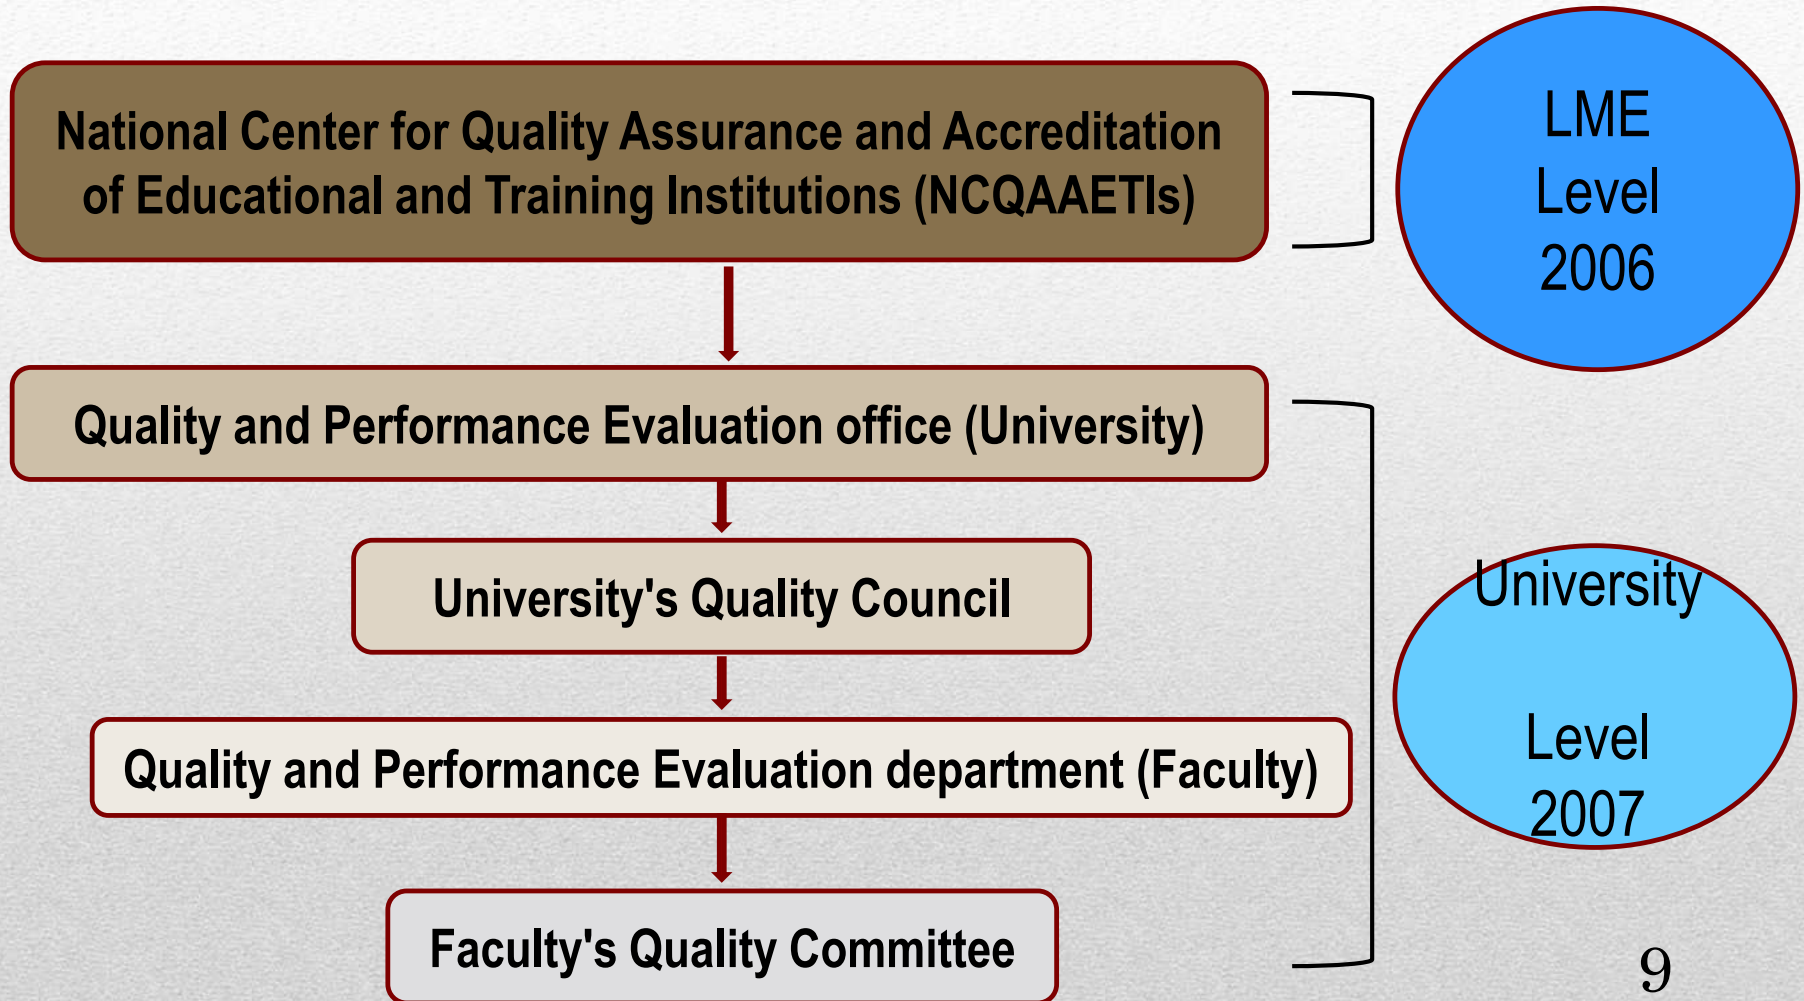 National Center for Quality Assurance and Accreditation
of Educational and Training Institutions (NCQAAETIs)
LME
Level
2006
Quality and Performance Evaluation office (University)
University's Quality Council
Quality and Performance Evaluation department (Faculty)
Faculty's Quality Committee
University
Level
2007
9